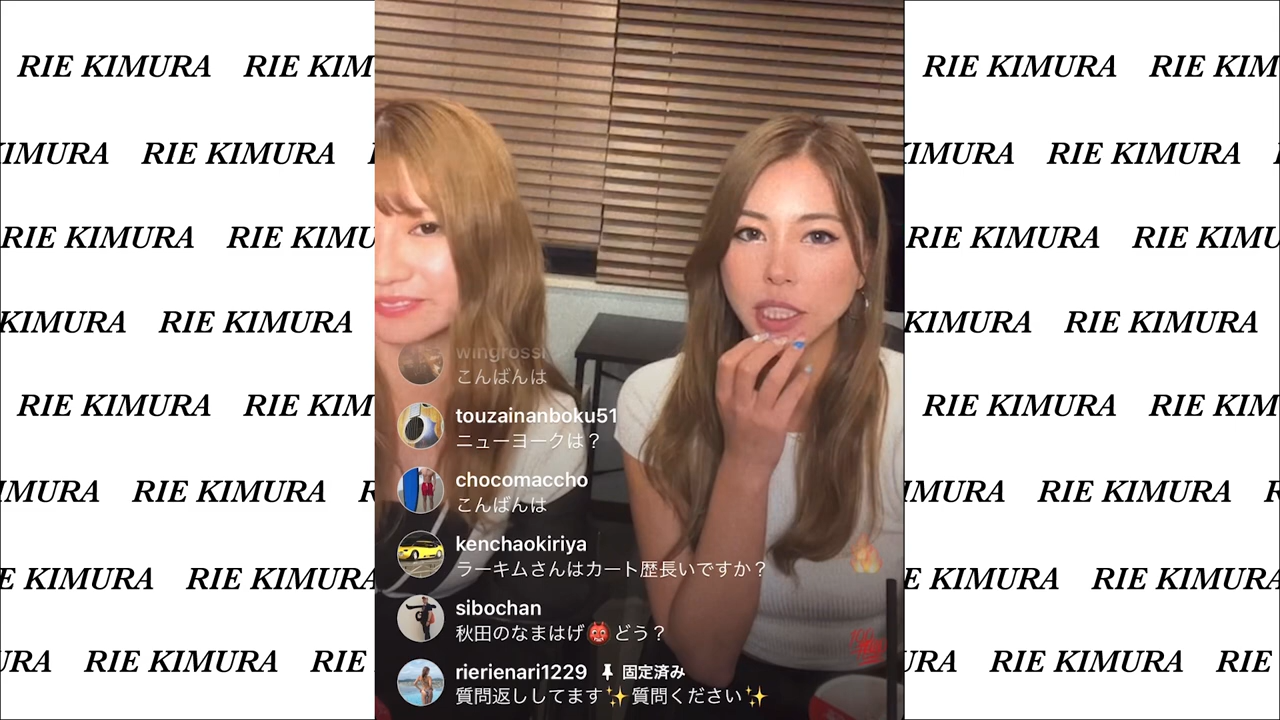 RIE KIMURA RIE KIM
IMURA RIE KIMURA
RIE KIMURA RIE KIMU
KIMURA RIE KIMURA
RIE KIMURA RIE KIM
IMURA RIE KIMURA R
E KIMURA RIE KIMURA
URA RIE KIMURA RIE
wingrossi
こんばんは
touzainanboku51
ニューヨークは？
chocomaccho
こんばんは
kenchaokiriya
ラーキムさんはカート歴長いですか？
sibochan
秋田のなまはげ👹どう？
rierienari1229 固定済み
質問返ししてます✨質問ください✨
RIE KIMURA RIE KIM
IMURA RIE KIMURA
RIE KIMURA RIE KIMU
KIMURA RIE KIMURA
RIE KIMURA RIE KIM
IMURA RIE KIMURA R
E KIMURA RIE KIMURA
URA RIE KIMURA RIE